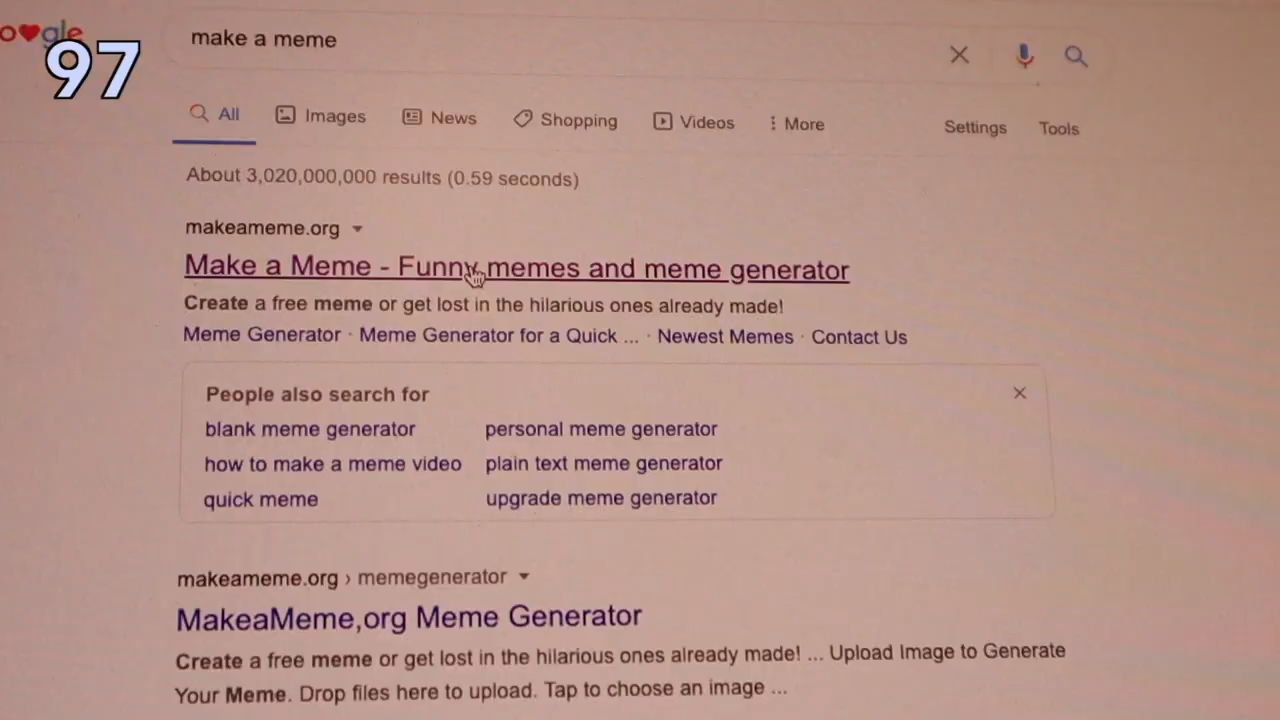 o❤gle
97
make a meme
All Images News Shopping Videos More Settings Tools
About 3,020,000,000 results (0.59 seconds)
makeameme.org
Make a Meme - Funny memes and meme generator
Create a free meme or get lost in the hilarious ones already made!
Meme Generator · Meme Generator for a Quick ... · Newest Memes · Contact Us
People also search for
blank meme generator personal meme generator
how to make a meme video plain text meme generator
quick meme upgrade meme generator
makeameme.org › memegenerator
MakeaMeme,org Meme Generator
Create a free meme or get lost in the hilarious ones already made! ... Upload Image to Generate
Your Meme. Drop files here to upload. Tap to choose an image ...